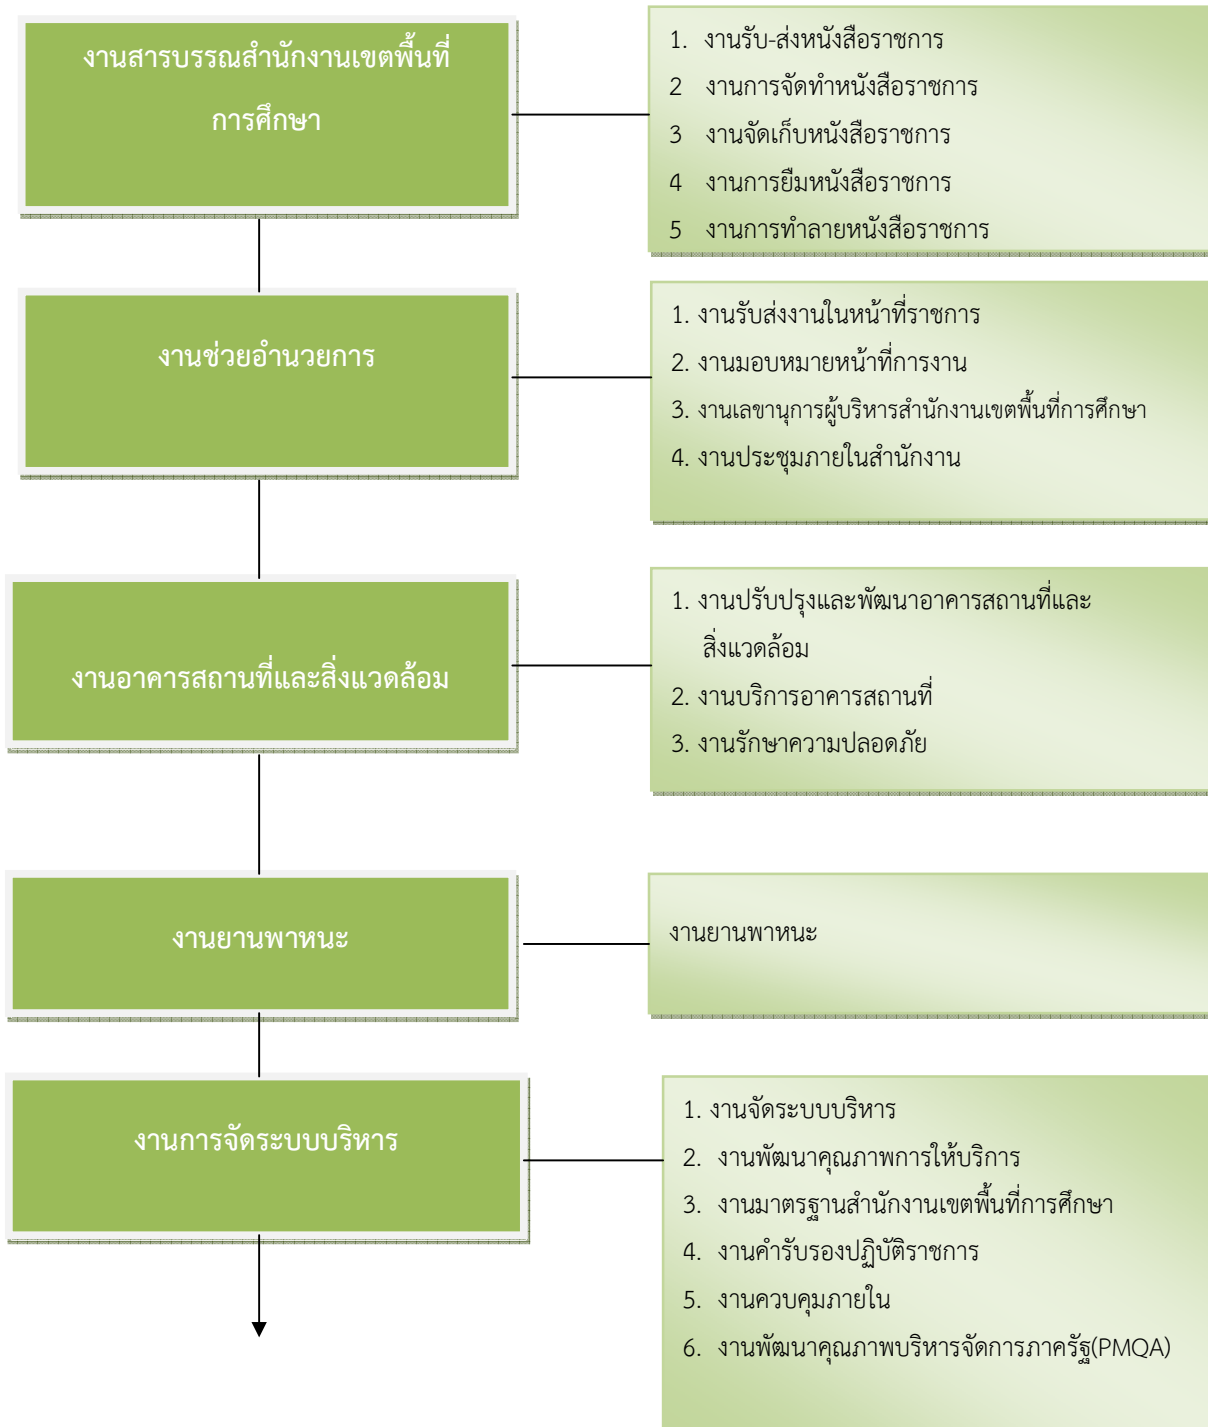 งานสารบรรณสำนักงานเขตพื้นที่
การศึกษา
1. งานรับ-ส่งหนังสือราชการ
2 งานการจัดทำหนังสือราชการ
3 งานจัดเก็บหนังสือราชการ
4 งานการยืมหนังสือราชการ
5 งานการทำลายหนังสือราชการ
งานช่วยอำนวยการ
1. งานรับส่งงานในหน้าที่ราชการ
2. งานมอบหมายหน้าที่การงาน
3. งานเลขานุการผู้บริหารสำนักงานเขตพื้นที่การศึกษา
4. งานประชุมภายในสำนักงาน
งานอาคารสถานที่และสิ่งแวดล้อม
1. งานปรับปรุงและพัฒนาอาคารสถานที่และ
สิ่งแวดล้อม
2. งานบริการอาคารสถานที่
3. งานรักษาความปลอดภัย
งานยานพาหนะ
งานยานพาหนะ
งานการจัดระบบบริหาร
1. งานจัดระบบบริหาร
2. งานพัฒนาคุณภาพการให้บริการ
3. งานมาตรฐานสำนักงานเขตพื้นที่การศึกษา
4. งานคำรับรองปฏิบัติราชการ
5. งานควบคุมภายใน
6. งานพัฒนาคุณภาพบริหารจัดการภาครัฐ(PMQA)